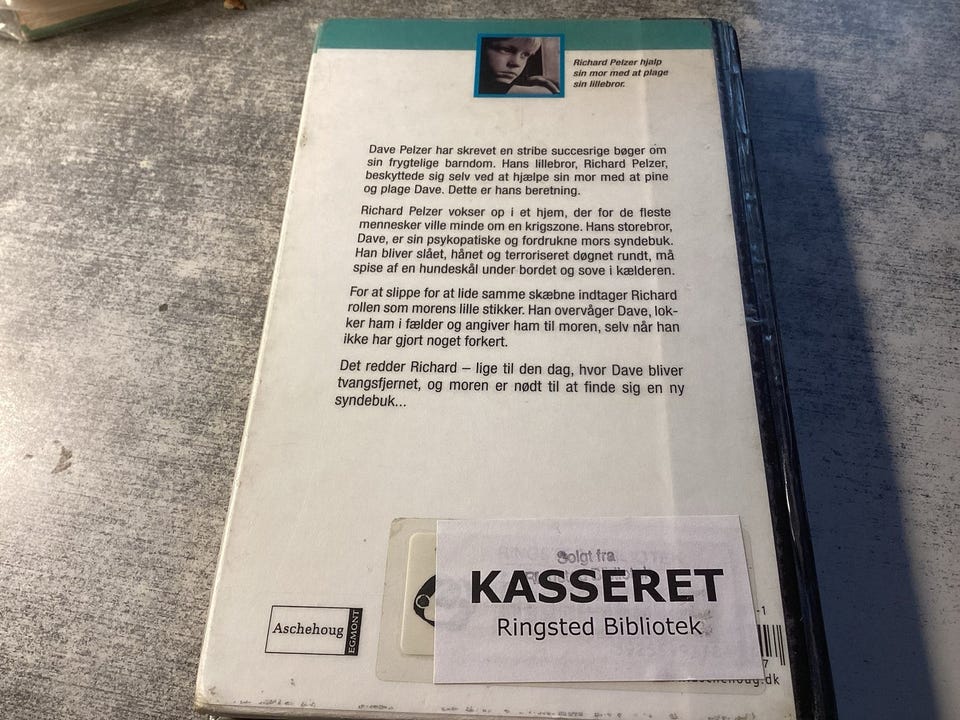 Richard Pelzer hjalp
sin mor med at plage
sin lillebror.
Dave Pelzer har skrevet en stribe succesrige bøger om
sin frygtelige barndom. Hans lillebror, Richard Pelzer,
beskyttede sig selv ved at hjælpe sin mor med at pine
og plage Dave. Dette er hans beretning.
Richard Pelzer vokser op i et hjem, der for de fleste
mennesker ville minde om en krigszone. Hans storebror,
Dave, er sin psykopatiske og fordrukne mors syndebuk.
Han bliver slået, hånet og terroriseret døgnet rundt, må
spise af en hundeskål under bordet og sove i kælderen.
For at slippe for at lide samme skæbne indtager Richard
rollen som morens lille stikker. Han overvåger Dave, lok-
ker ham i fælder og angiver ham til moren, selv når han
ikke har gjort noget forkert.
Det redder Richard – lige til den dag, hvor Dave bliver
tvangsfjernet, og moren er nødt til at finde sig en ny
syndebuk...
Solgt fra
KASSERET
Ringsted Bibliotek
-1
7
Aschehoug
EGMONT